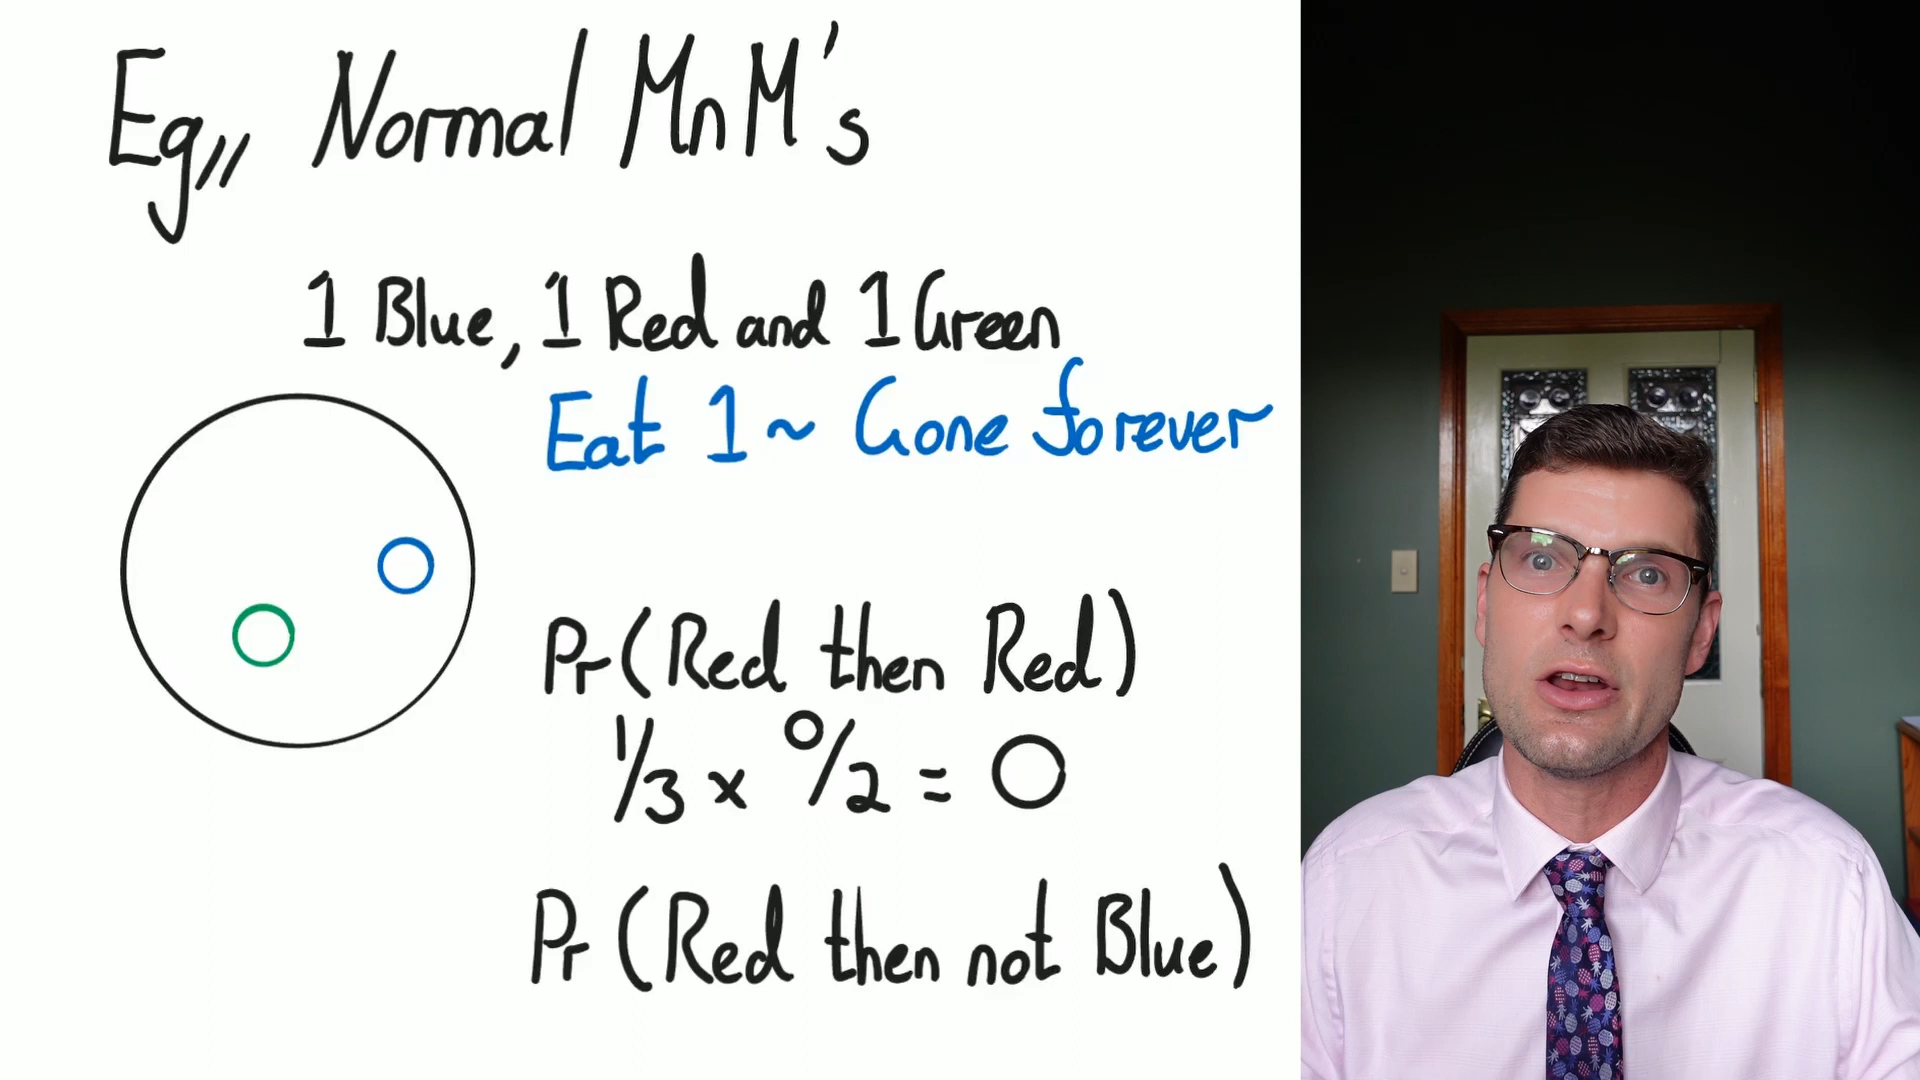 Eg,, Normal MnM's
1 Blue, 1 Red and 1 Green
Eat 1 ~ Gone forever
Pr(Red then Red)
1/3 x 0/2 = 0
Pr(Red then not Blue)